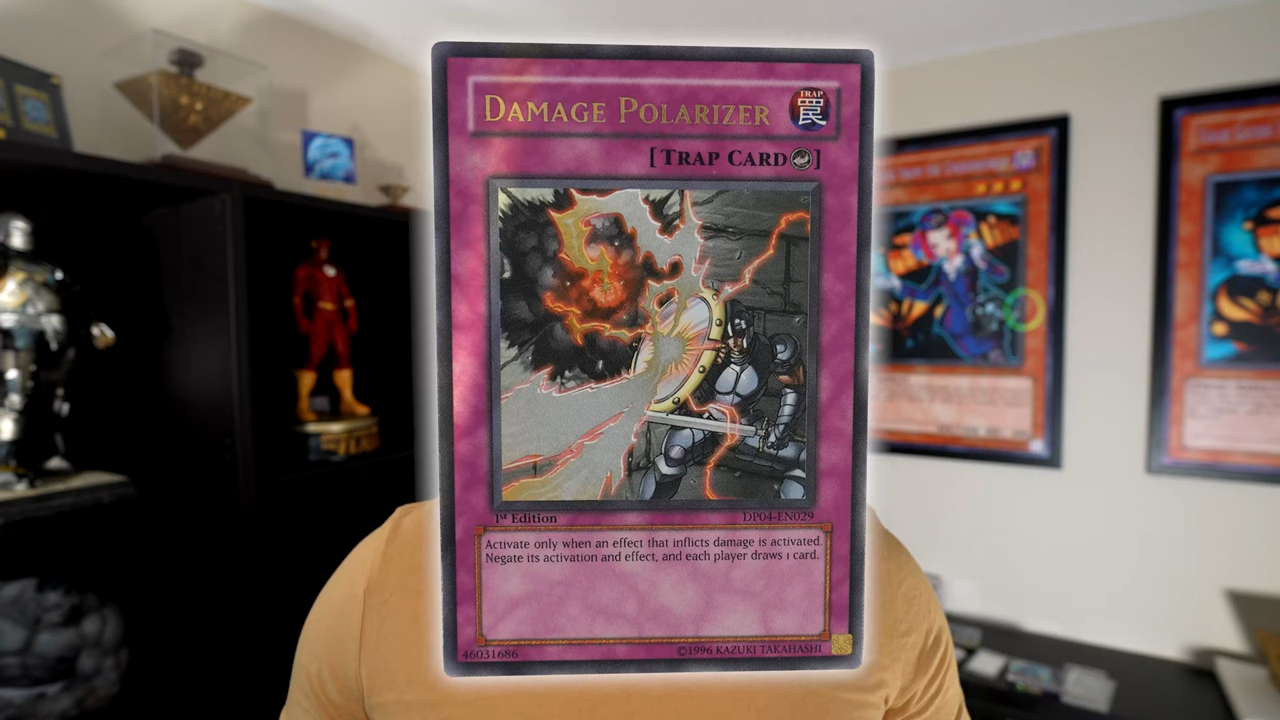 DAMAGE POLARIZER
TRAP
罠
[TRAP CARD]
1st Edition
DP04-EN029
Activate only when an effect that inflicts damage is activated.
Negate its activation and effect, and each player draws 1 card.
46031686
©1996 KAZUKI TAKAHASHI